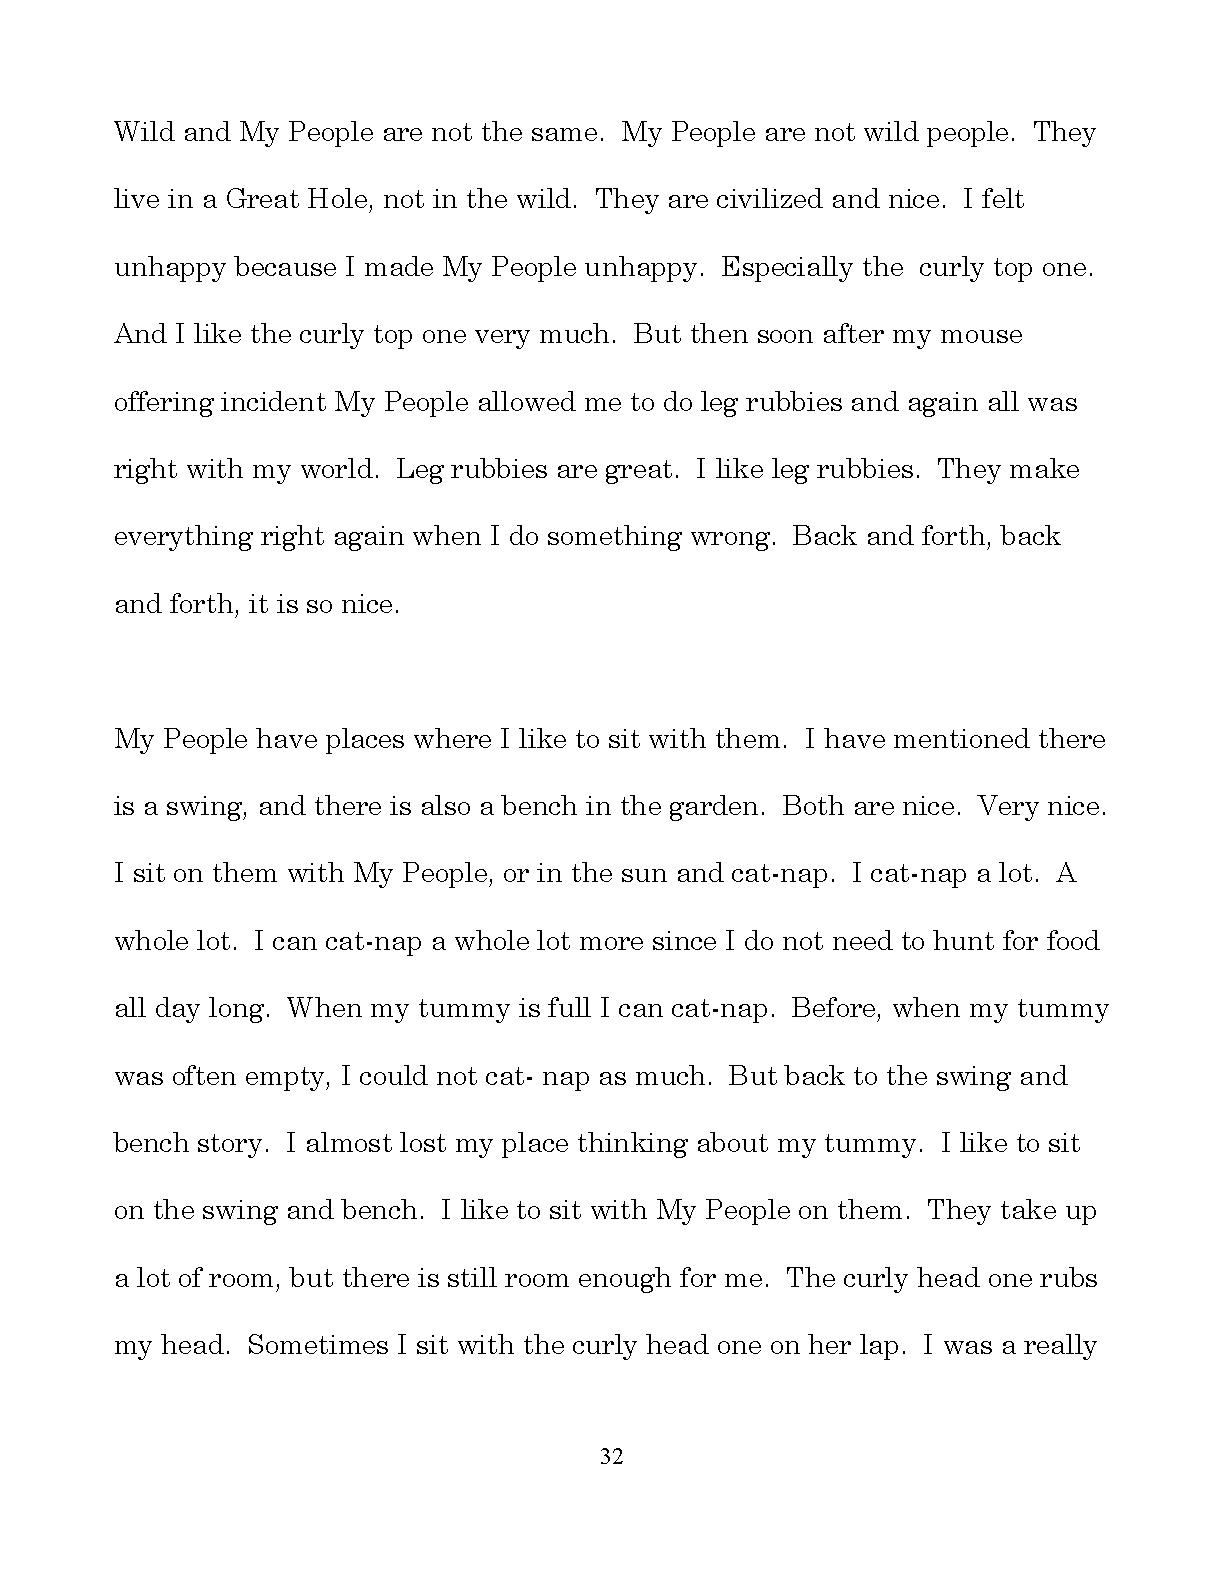 Wild and My People are not the same.  My People are not wild people.  They
live in a Great Hole, not in the wild.  They are civilized and nice.  I felt
unhappy because I made My People unhappy.  Especially the  curly top one.
And I like the curly top one very much.  But then soon after my mouse
offering incident My People allowed me to do leg rubbies and again all was
right with my world.  Leg rubbies are great.  I like leg rubbies.  They make
everything right again when I do something wrong.  Back and forth, back
and forth, it is so nice.
My People have places where I like to sit with them.  I have mentioned there
is a swing, and there is also a bench in the garden.  Both are nice.  Very nice.
I sit on them with My People, or in the sun and cat-nap.  I cat-nap a lot.  A
whole lot.  I can cat-nap a whole lot more since I do not need to hunt for food
all day long.  When my tummy is full I can cat-nap.  Before, when my tummy
was often empty, I could not cat- nap as much.  But back to the swing and
bench story.  I almost lost my place thinking about my tummy.  I like to sit
on the swing and bench.  I like to sit with My People on them.  They take up
a lot of room, but there is still room enough for me.  The curly head one rubs
my head.  Sometimes I sit with the curly head one on her lap.  I was a really
32